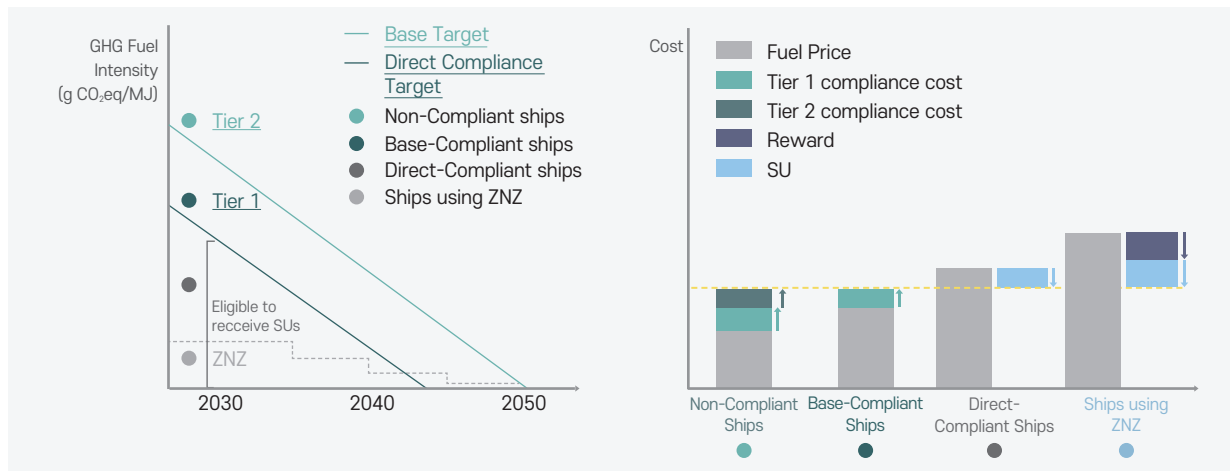 GHG Fuel
Intensity
(g CO₂eq/MJ)
Base Target
Direct Compliance
Target
Non-Compliant ships
Base-Compliant ships
Direct-Compliant ships
Ships using ZNZ
Tier 2
Tier 1
Eligible to
recceive SUs
ZNZ
2030
2040
2050
Cost
Fuel Price
Tier 1 compliance cost
Tier 2 compliance cost
Reward
SU
Non-Compliant
Ships
Base-Compliant
Ships
Direct-
Compliant Ships
Ships using
ZNZ